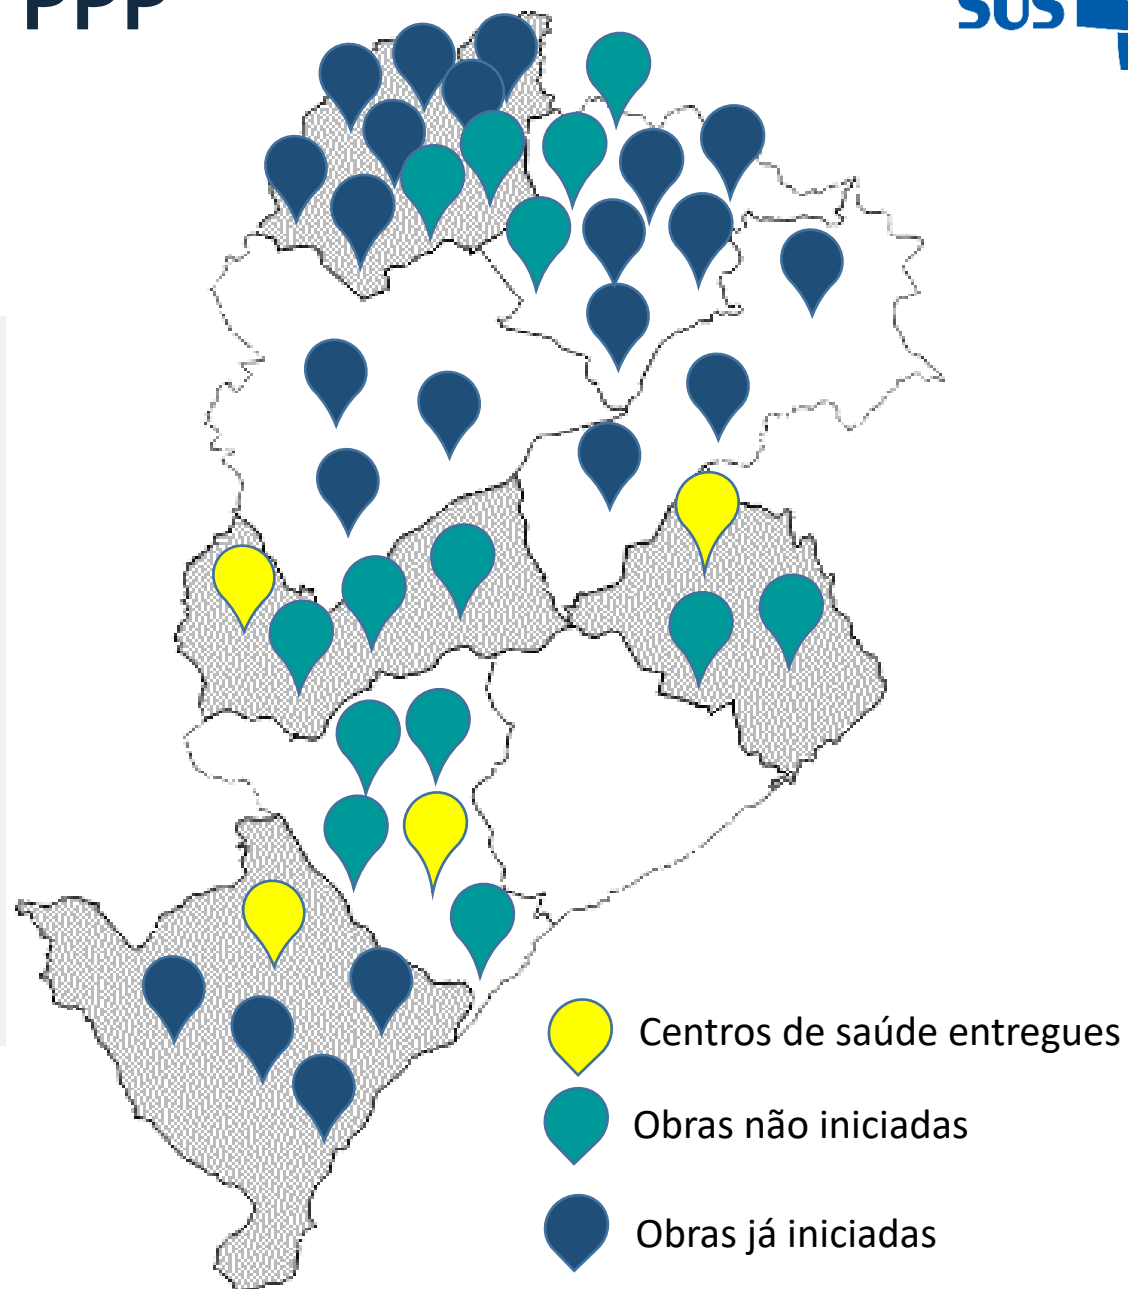 PPP
SUS
Centros de saúde entregues
Obras não iniciadas
Obras já iniciadas